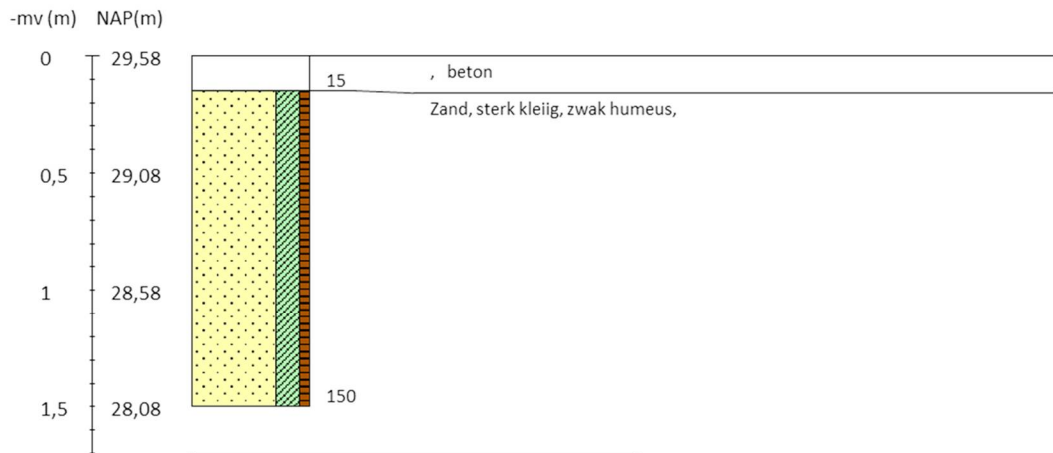 -mv (m) NAP(m)
0 29,58
15 , beton
Zand, sterk kleiig, zwak humeus,
0,5 29,08
1 28,58
150
1,5 28,08